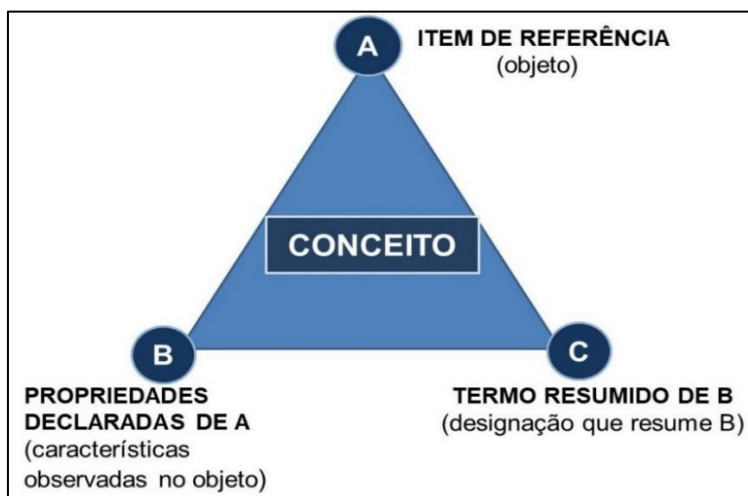 A
ITEM DE REFERÊNCIA
(objeto)
CONCEITO
B
PROPRIEDADES
DECLARADAS DE A
(características
observadas no objeto)
C
TERMO RESUMIDO DE B
(designação que resume B)